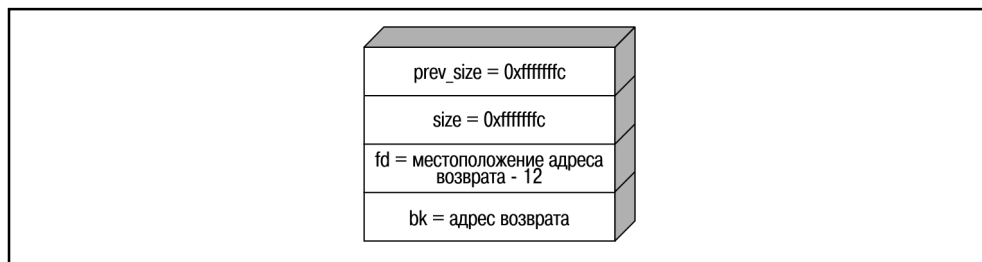 prev_size = 0xfffffffc
size = 0xfffffffc
fd = местоположение адреса
возврата - 12
bk = адрес возврата